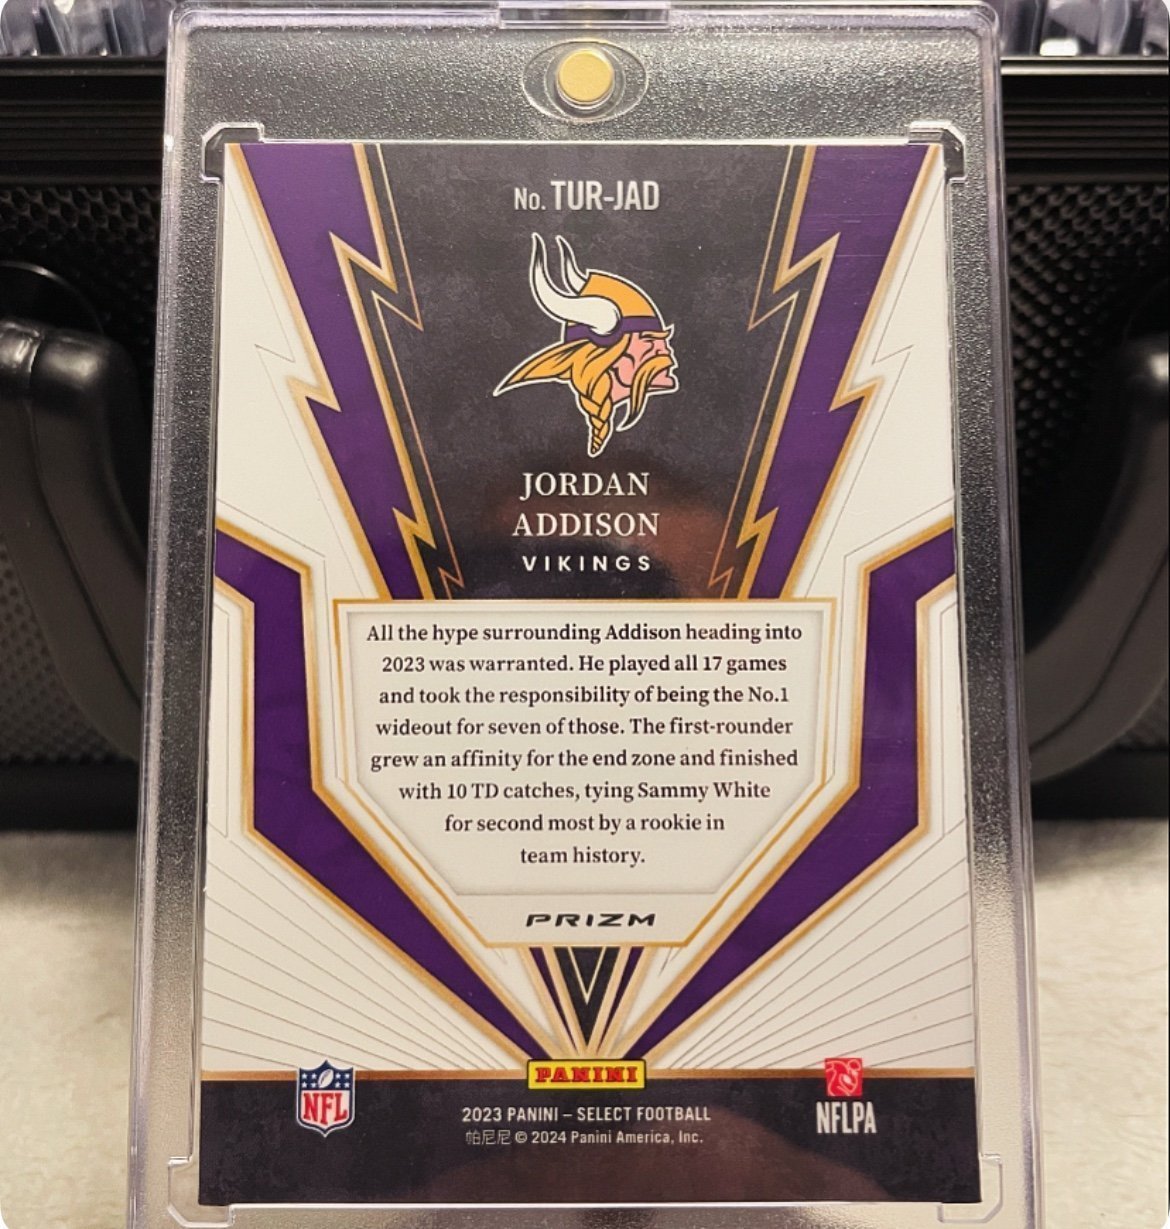 No. TUR-JAD
JORDAN
ADDISON
VIKINGS
All the hype surrounding Addison heading into
2023 was warranted. He played all 17 games
and took the responsibility of being the No.1
wideout for seven of those. The first-rounder
grew an affinity for the end zone and finished
with 10 TD catches, tying Sammy White
for second most by a rookie in
team history.
PRIZM
PANINI
NFL
2023 PANINI – SELECT FOOTBALL
帕尼尼 © 2024 Panini America, Inc.
NFLPA